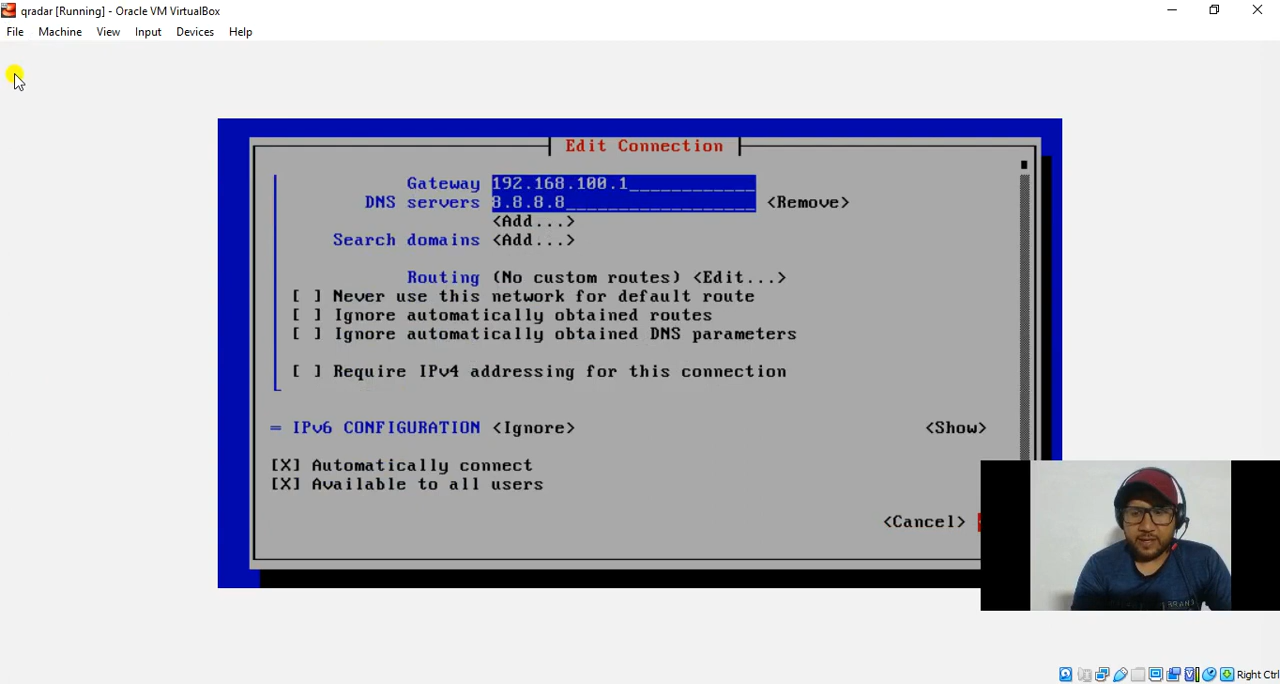 qradar [Running] - Oracle VM VirtualBox
File Machine View Input Devices Help
Edit Connection
Gateway 192.168.100.1____________
DNS servers 8.8.8.8__________________ <Remove>
<Add...>
Search domains <Add...>
Routing (No custom routes) <Edit...>
[ ] Never use this network for default route
[ ] Ignore automatically obtained routes
[ ] Ignore automatically obtained DNS parameters
[ ] Require IPv4 addressing for this connection
= IPv6 CONFIGURATION <Ignore> <Show>
[X] Automatically connect
[X] Available to all users
<Cancel>
Right Ctrl